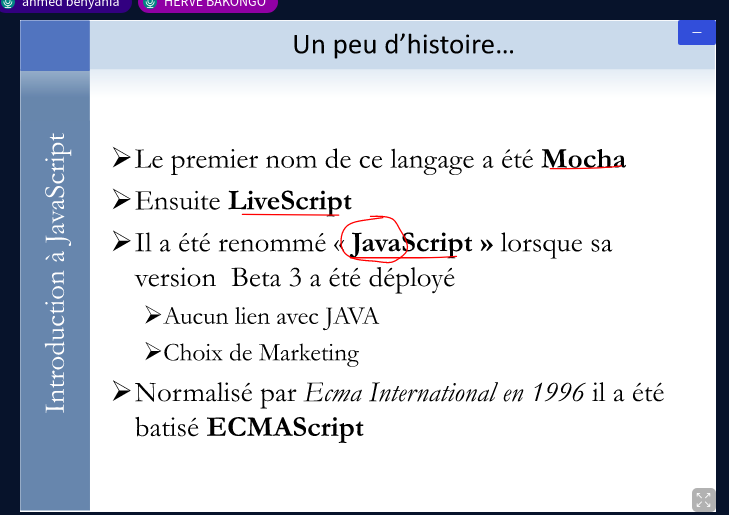 ahmed benyahia
HERVE BAKONGO
Un peu d’histoire…
Introduction à JavaScript
➢Le premier nom de ce langage a été Mocha
➢Ensuite LiveScript
➢Il a été renommé « JavaScript » lorsque sa
version Beta 3 a été déployé
➢Aucun lien avec JAVA
➢Choix de Marketing
➢Normalisé par Ecma International en 1996 il a été
batisé ECMAScript